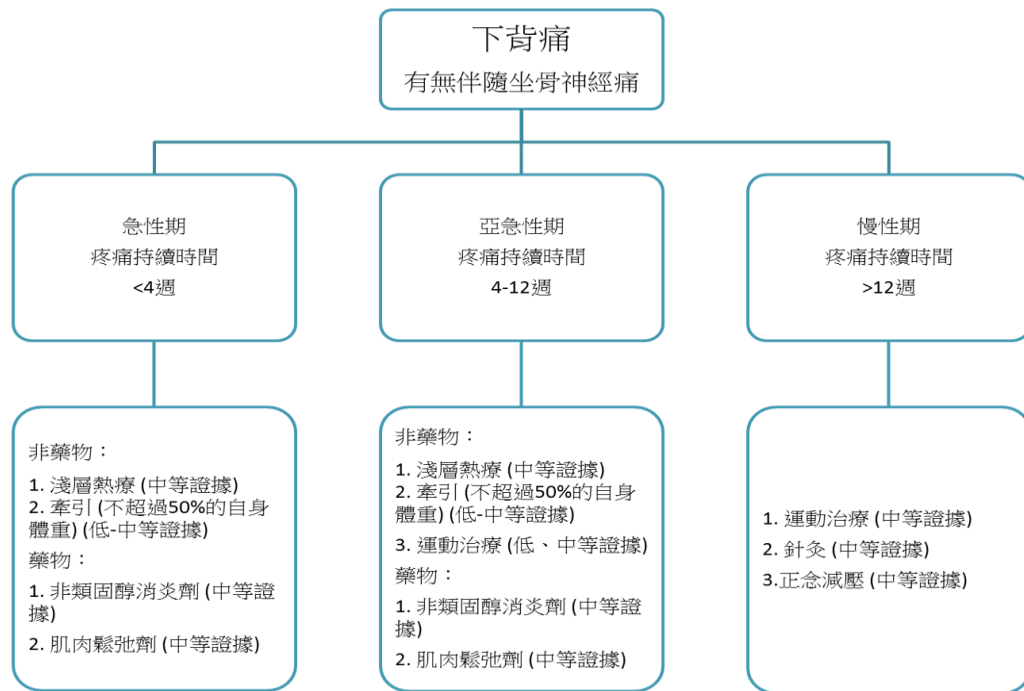 下背痛
有無伴隨坐骨神經痛
急性期
疼痛持續時間
<4週
亞急性期
疼痛持續時間
4-12週
慢性期
疼痛持續時間
>12週
非藥物：
1. 淺層熱療 (中等證據)
2. 牽引 (不超過50%的自身
體重) (低-中等證據)
藥物：
1. 非類固醇消炎劑 (中等證
據)
2. 肌肉鬆弛劑 (中等證據)
非藥物：
1. 淺層熱療 (中等證據)
2. 牽引 (不超過50%的自身
體重) (低-中等證據)
3. 運動治療 (低、中等證據)
藥物：
1. 非類固醇消炎劑 (中等證
據)
2. 肌肉鬆弛劑 (中等證據)
1. 運動治療 (中等證據)
2. 針灸 (中等證據)
3.正念減壓 (中等證據)